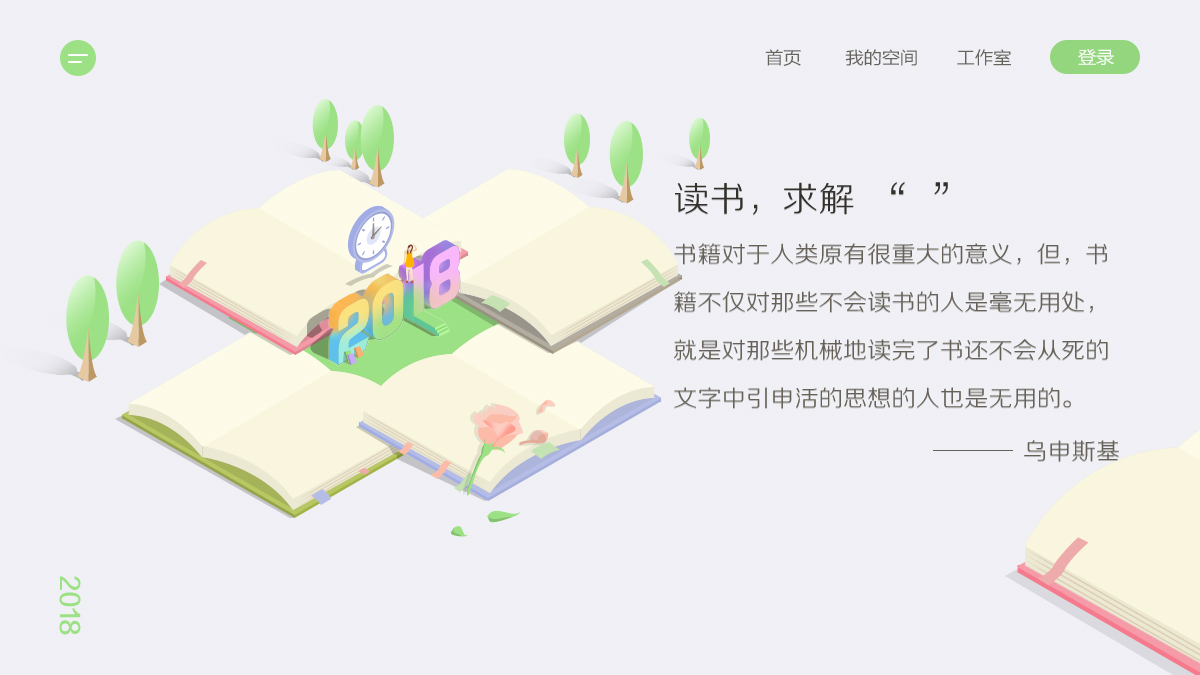 首页 我的空间 工作室 登录
读书，求解 “ ”
书籍对于人类原有很重大的意义，但，书
籍不仅对那些不会读书的人是毫无用处，
就是对那些机械地读完了书还不会从死的
文字中引申活的思想的人也是无用的。
——— 乌申斯基
2018
2018